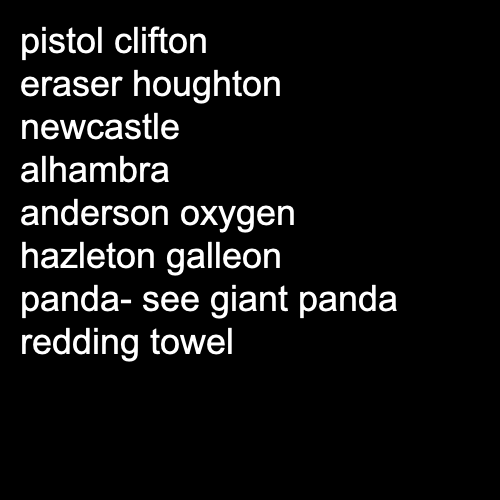 pistol clifton
eraser houghton
newcastle
alhambra
anderson oxygen
hazleton galleon
panda- see giant panda
redding towel